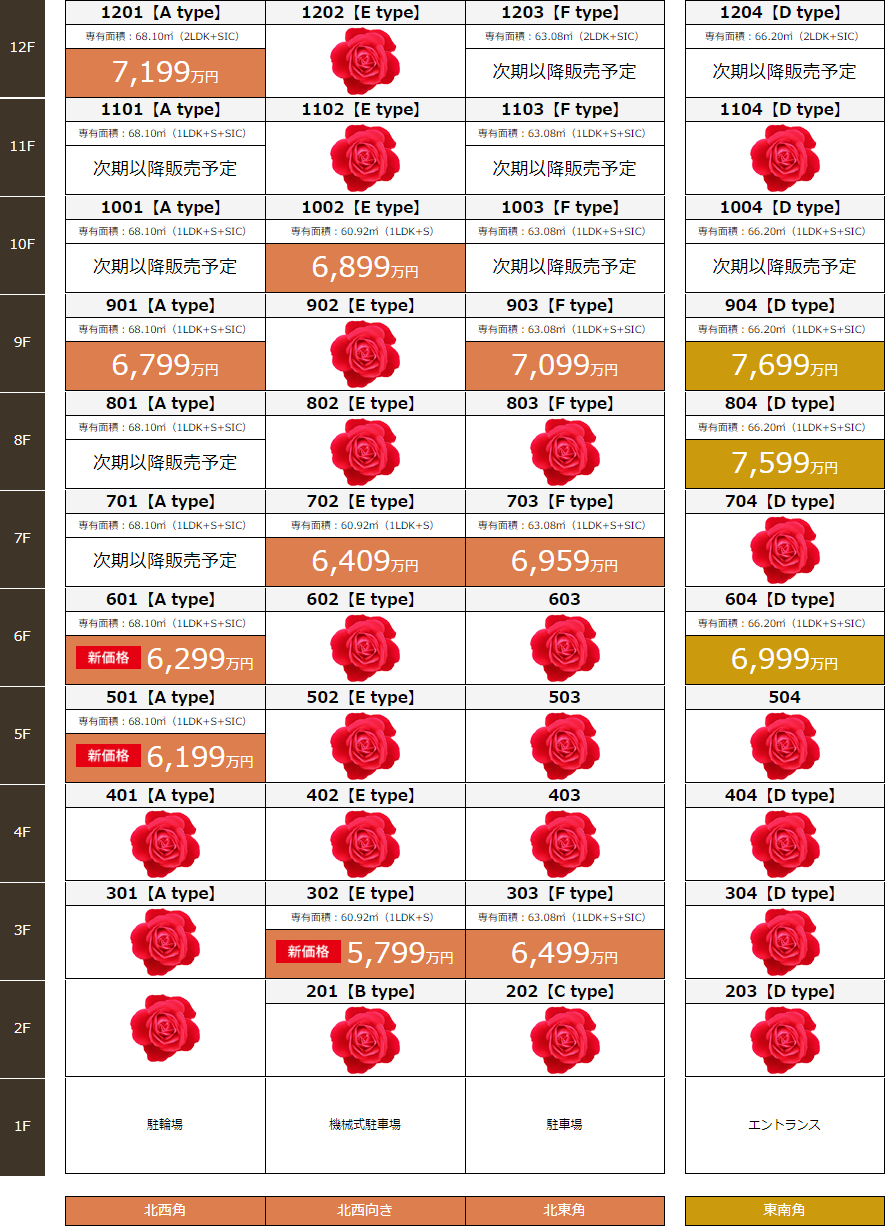 12F
1201【A type】
専有面積：68.10㎡（2LDK+SIC）
7,199万円
1202【E type】
1203【F type】
専有面積：63.08㎡（2LDK+SIC）
次期以降販売予定
1204【D type】
専有面積：66.20㎡（2LDK+SIC）
次期以降販売予定
11F
1101【A type】
専有面積：68.10㎡（1LDK+S+SIC）
次期以降販売予定
1102【E type】
1103【F type】
専有面積：63.08㎡（1LDK+S+SIC）
次期以降販売予定
1104【D type】
10F
1001【A type】
専有面積：68.10㎡（1LDK+S+SIC）
次期以降販売予定
1002【E type】
専有面積：60.92㎡（1LDK+S）
6,899万円
1003【F type】
専有面積：63.08㎡（1LDK+S+SIC）
次期以降販売予定
1004【D type】
専有面積：66.20㎡（1LDK+S+SIC）
次期以降販売予定
9F
901【A type】
専有面積：68.10㎡（1LDK+S+SIC）
6,799万円
902【E type】
903【F type】
専有面積：63.08㎡（1LDK+S+SIC）
7,099万円
904【D type】
専有面積：66.20㎡（1LDK+S+SIC）
7,699万円
8F
801【A type】
専有面積：68.10㎡（1LDK+S+SIC）
次期以降販売予定
802【E type】
803【F type】
804【D type】
専有面積：66.20㎡（1LDK+S+SIC）
7,599万円
7F
701【A type】
専有面積：68.10㎡（1LDK+S+SIC）
次期以降販売予定
702【E type】
専有面積：60.92㎡（1LDK+S）
6,409万円
703【F type】
専有面積：63.08㎡（1LDK+S+SIC）
6,959万円
704【D type】
6F
601【A type】
専有面積：68.10㎡（1LDK+S+SIC）
新価格 6,299万円
602【E type】
603
604【D type】
専有面積：66.20㎡（1LDK+S+SIC）
6,999万円
5F
501【A type】
専有面積：68.10㎡（1LDK+S+SIC）
新価格 6,199万円
502【E type】
503
504
4F
401【A type】
402【E type】
403
404【D type】
3F
301【A type】
302【E type】
専有面積：60.92㎡（1LDK+S）
新価格 5,799万円
303【F type】
専有面積：63.08㎡（1LDK+S+SIC）
6,499万円
304【D type】
2F
201【B type】
202【C type】
203【D type】
1F
駐輪場
機械式駐車場
駐車場
エントランス
北西角
北西向き
北東角
東南角